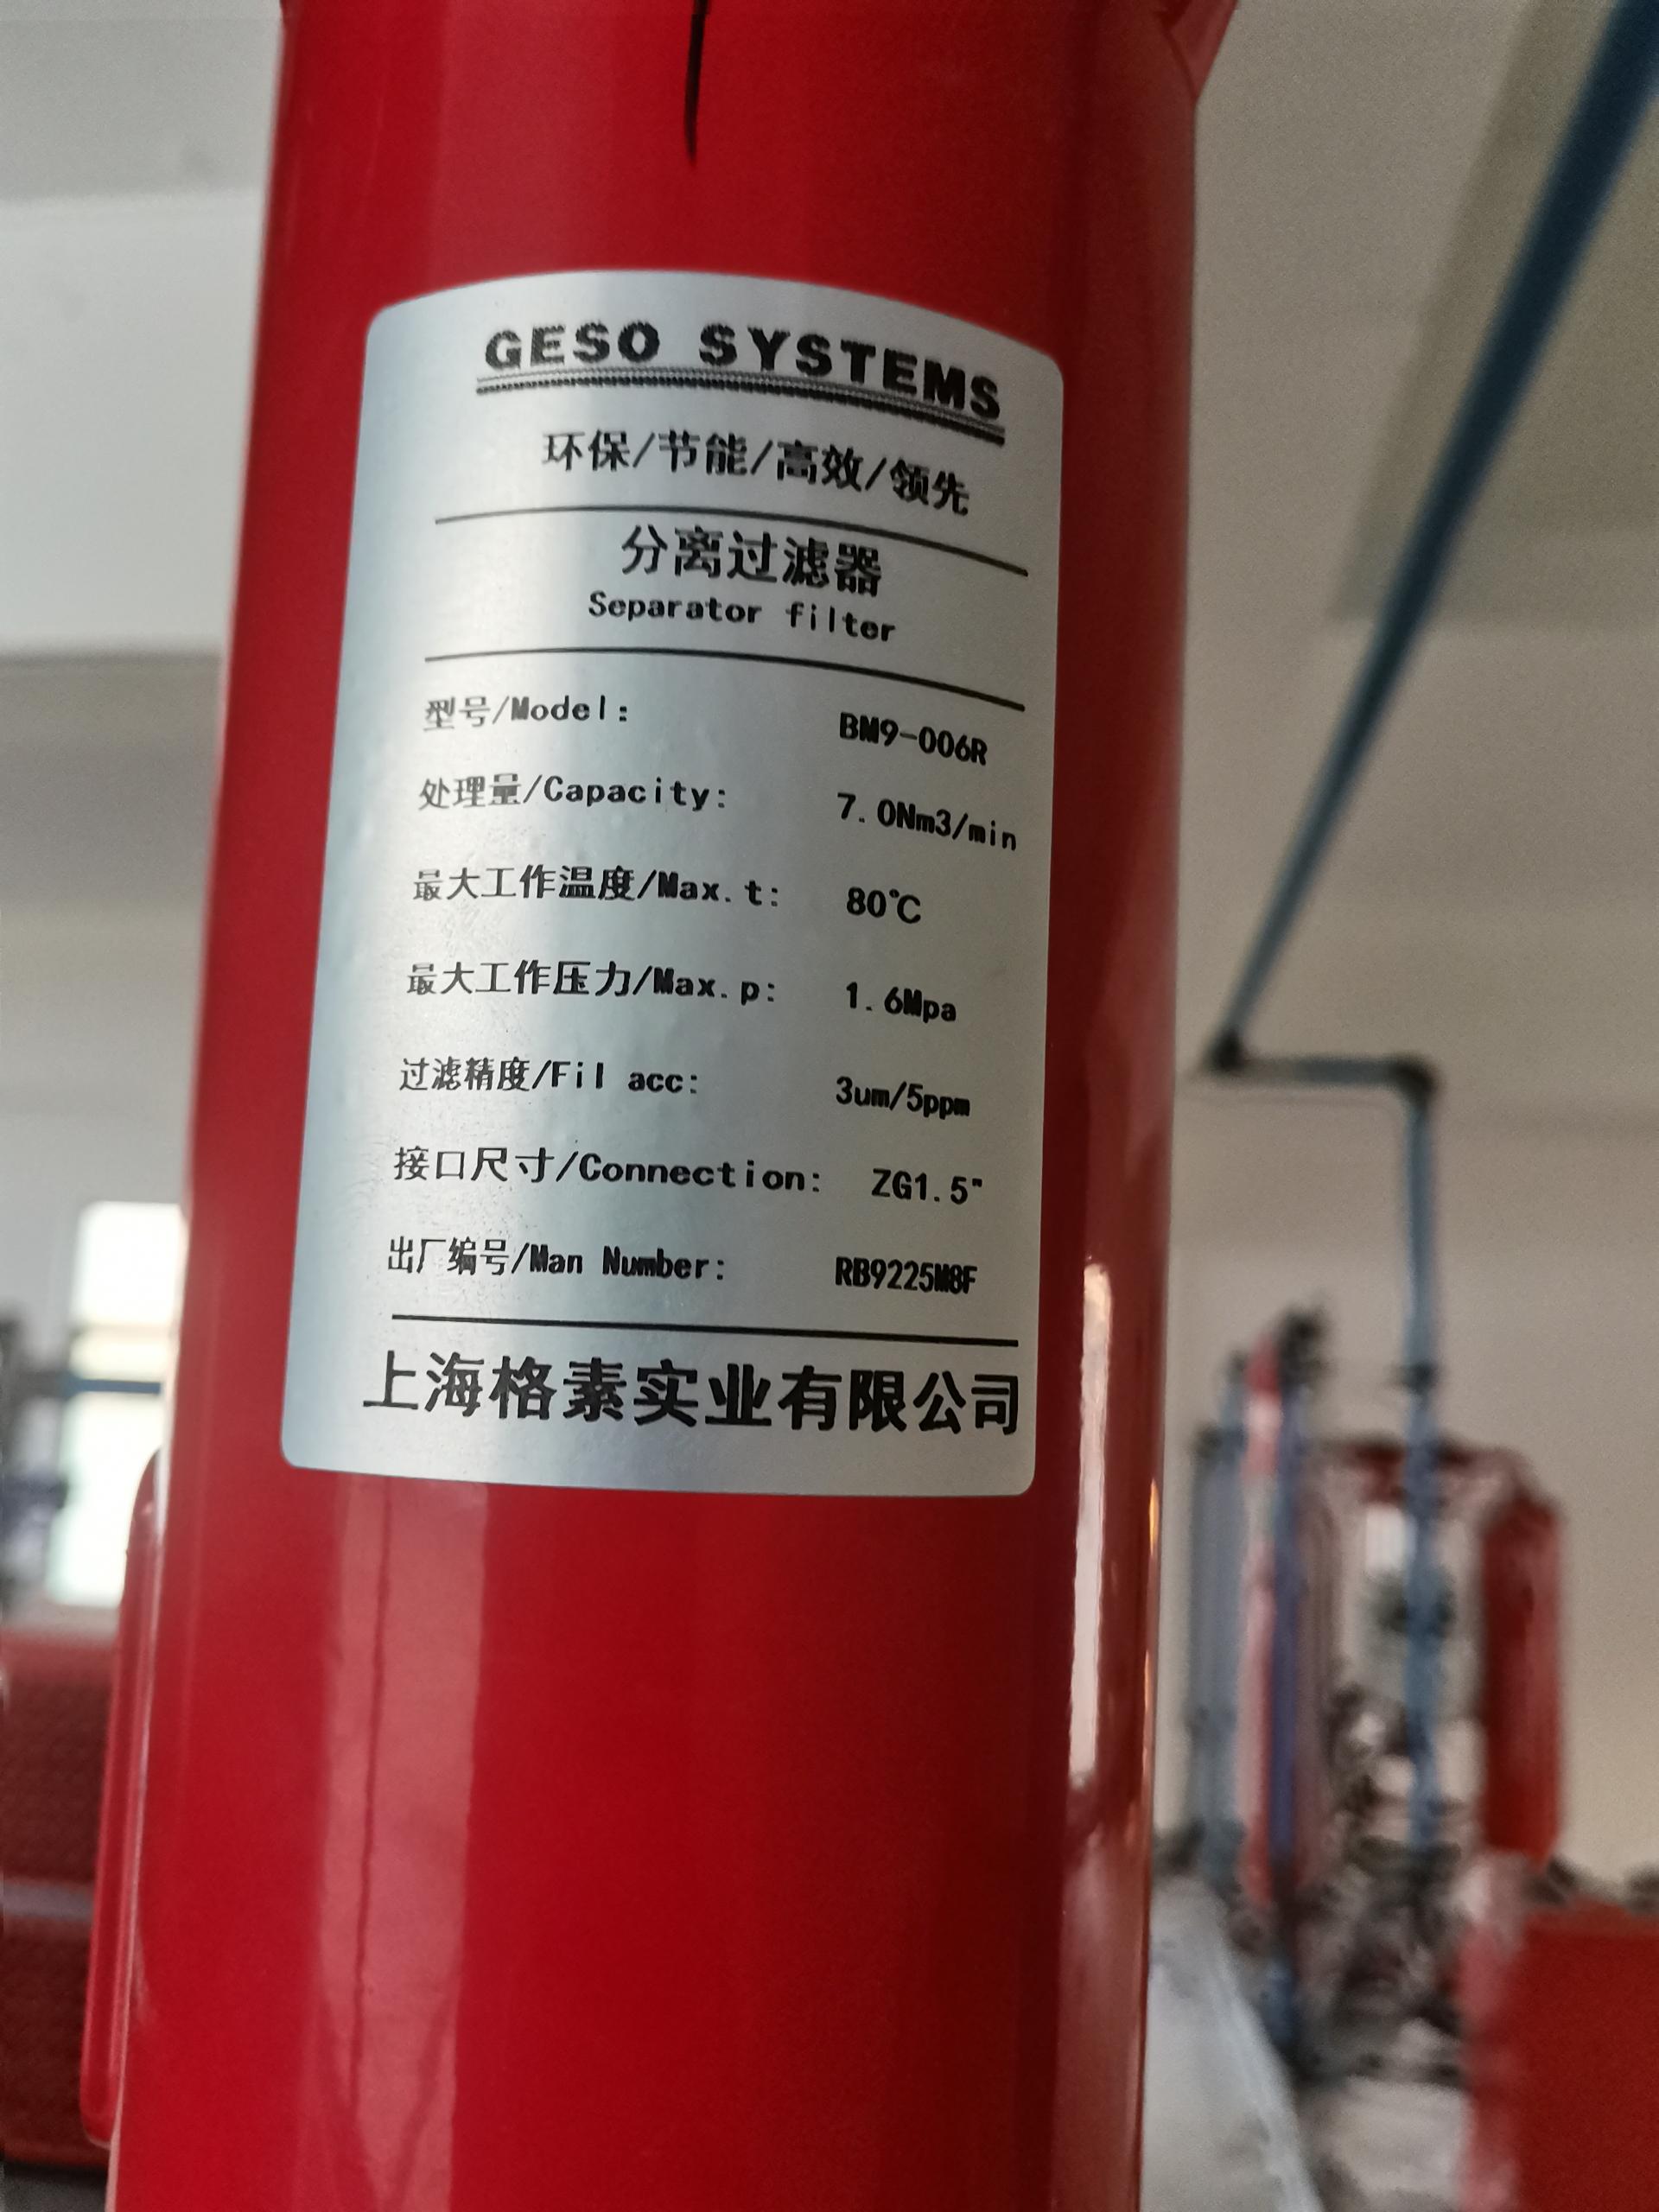 GESO SYSTEMS
环保/节能/高效/领先
分离过滤器
Separator filter
型号/Model: BM9-006R
处理量/Capacity: 7.0Nm3/min
最大工作温度/Max.t: 80℃
最大工作压力/Max.p: 1.6Mpa
过滤精度/Fil acc: 3um/5ppm
接口尺寸/Connection: ZG1.5"
出厂编号/Man Number: RB9225M8F
上海格素实业有限公司